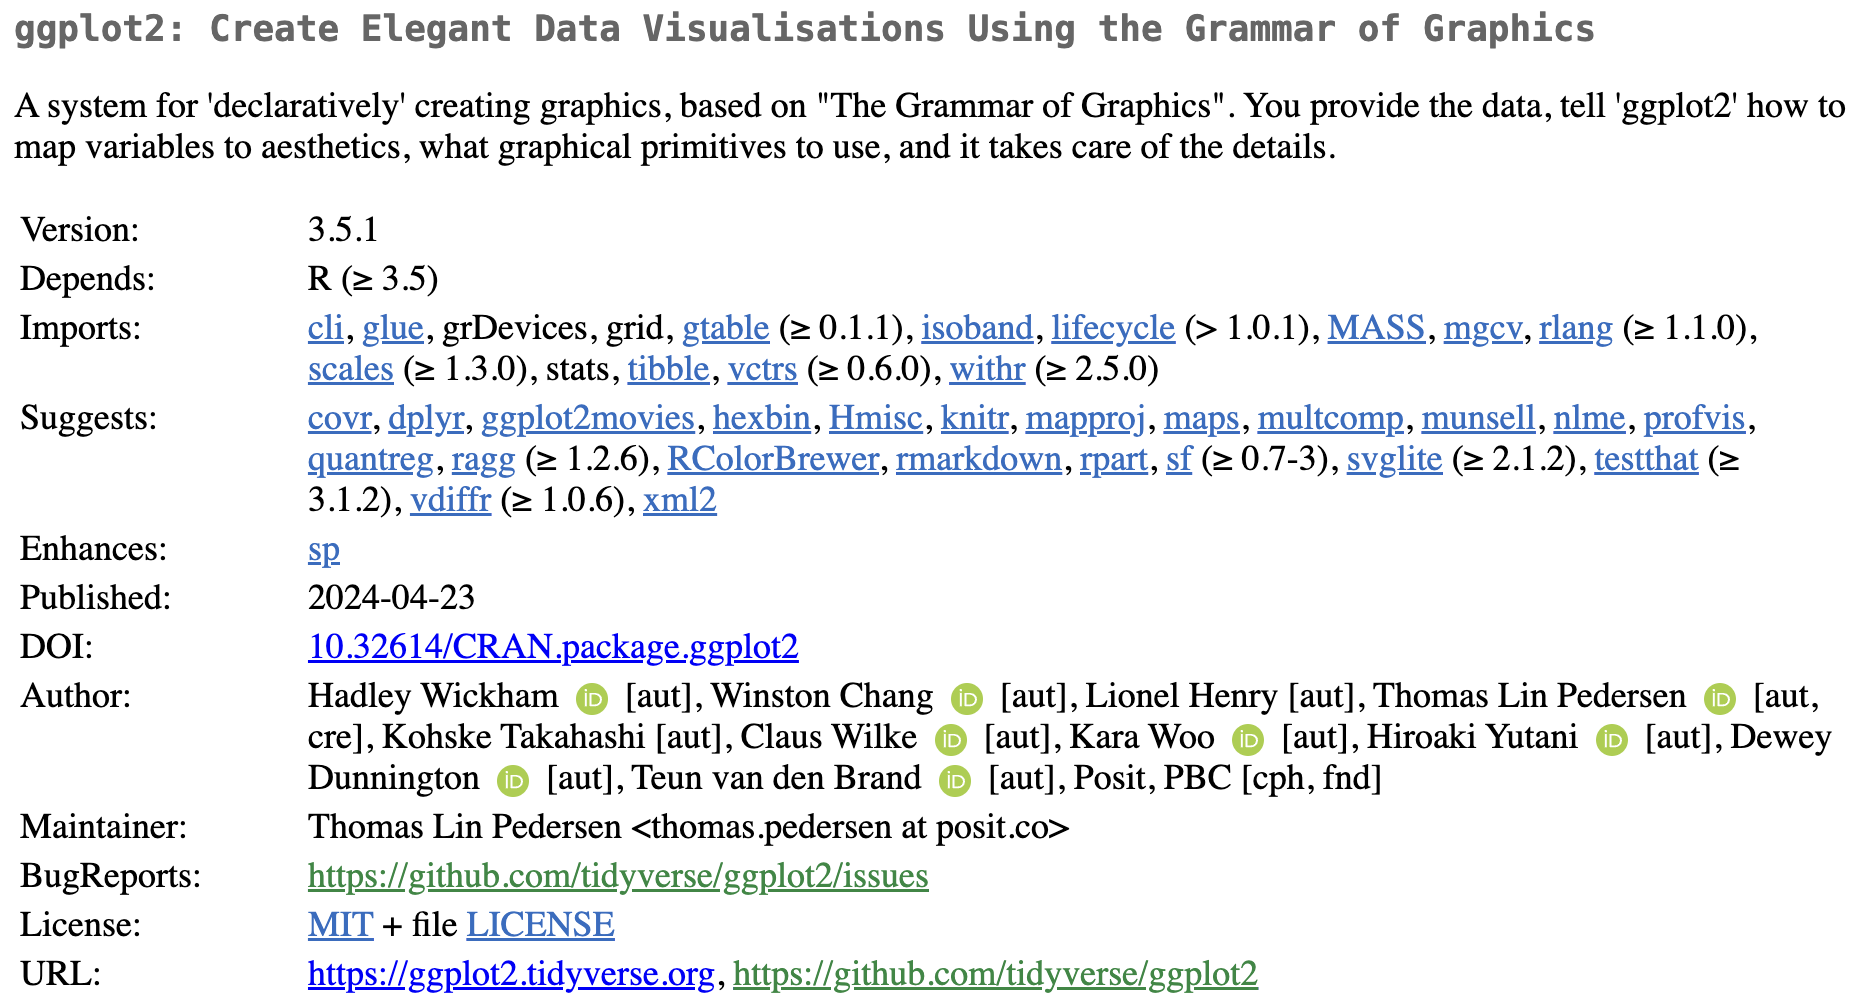 ggplot2: Create Elegant Data Visualisations Using the Grammar of Graphics
A system for 'declaratively' creating graphics, based on "The Grammar of Graphics". You provide the data, tell 'ggplot2' how to
map variables to aesthetics, what graphical primitives to use, and it takes care of the details.
Version: 3.5.1
Depends: R (≥ 3.5)
Imports: cli, glue, grDevices, grid, gtable (≥ 0.1.1), isoband, lifecycle (> 1.0.1), MASS, mgcv, rlang (≥ 1.1.0),
scales (≥ 1.3.0), stats, tibble, vctrs (≥ 0.6.0), withr (≥ 2.5.0)
Suggests: covr, dplyr, ggplot2movies, hexbin, Hmisc, knitr, mapproj, maps, multcomp, munsell, nlme, profvis,
quantreg, ragg (≥ 1.2.6), RColorBrewer, rmarkdown, rpart, sf (≥ 0.7-3), svglite (≥ 2.1.2), testthat (≥
3.1.2), vdiffr (≥ 1.0.6), xml2
Enhances: sp
Published: 2024-04-23
DOI: 10.32614/CRAN.package.ggplot2
Author: Hadley Wickham iD [aut], Winston Chang iD [aut], Lionel Henry [aut], Thomas Lin Pedersen iD [aut,
cre], Kohske Takahashi [aut], Claus Wilke iD [aut], Kara Woo iD [aut], Hiroaki Yutani iD [aut], Dewey
Dunnington iD [aut], Teun van den Brand iD [aut], Posit, PBC [cph, fnd]
Maintainer: Thomas Lin Pedersen <thomas.pedersen at posit.co>
BugReports: https://github.com/tidyverse/ggplot2/issues
License: MIT + file LICENSE
URL: https://ggplot2.tidyverse.org, https://github.com/tidyverse/ggplot2